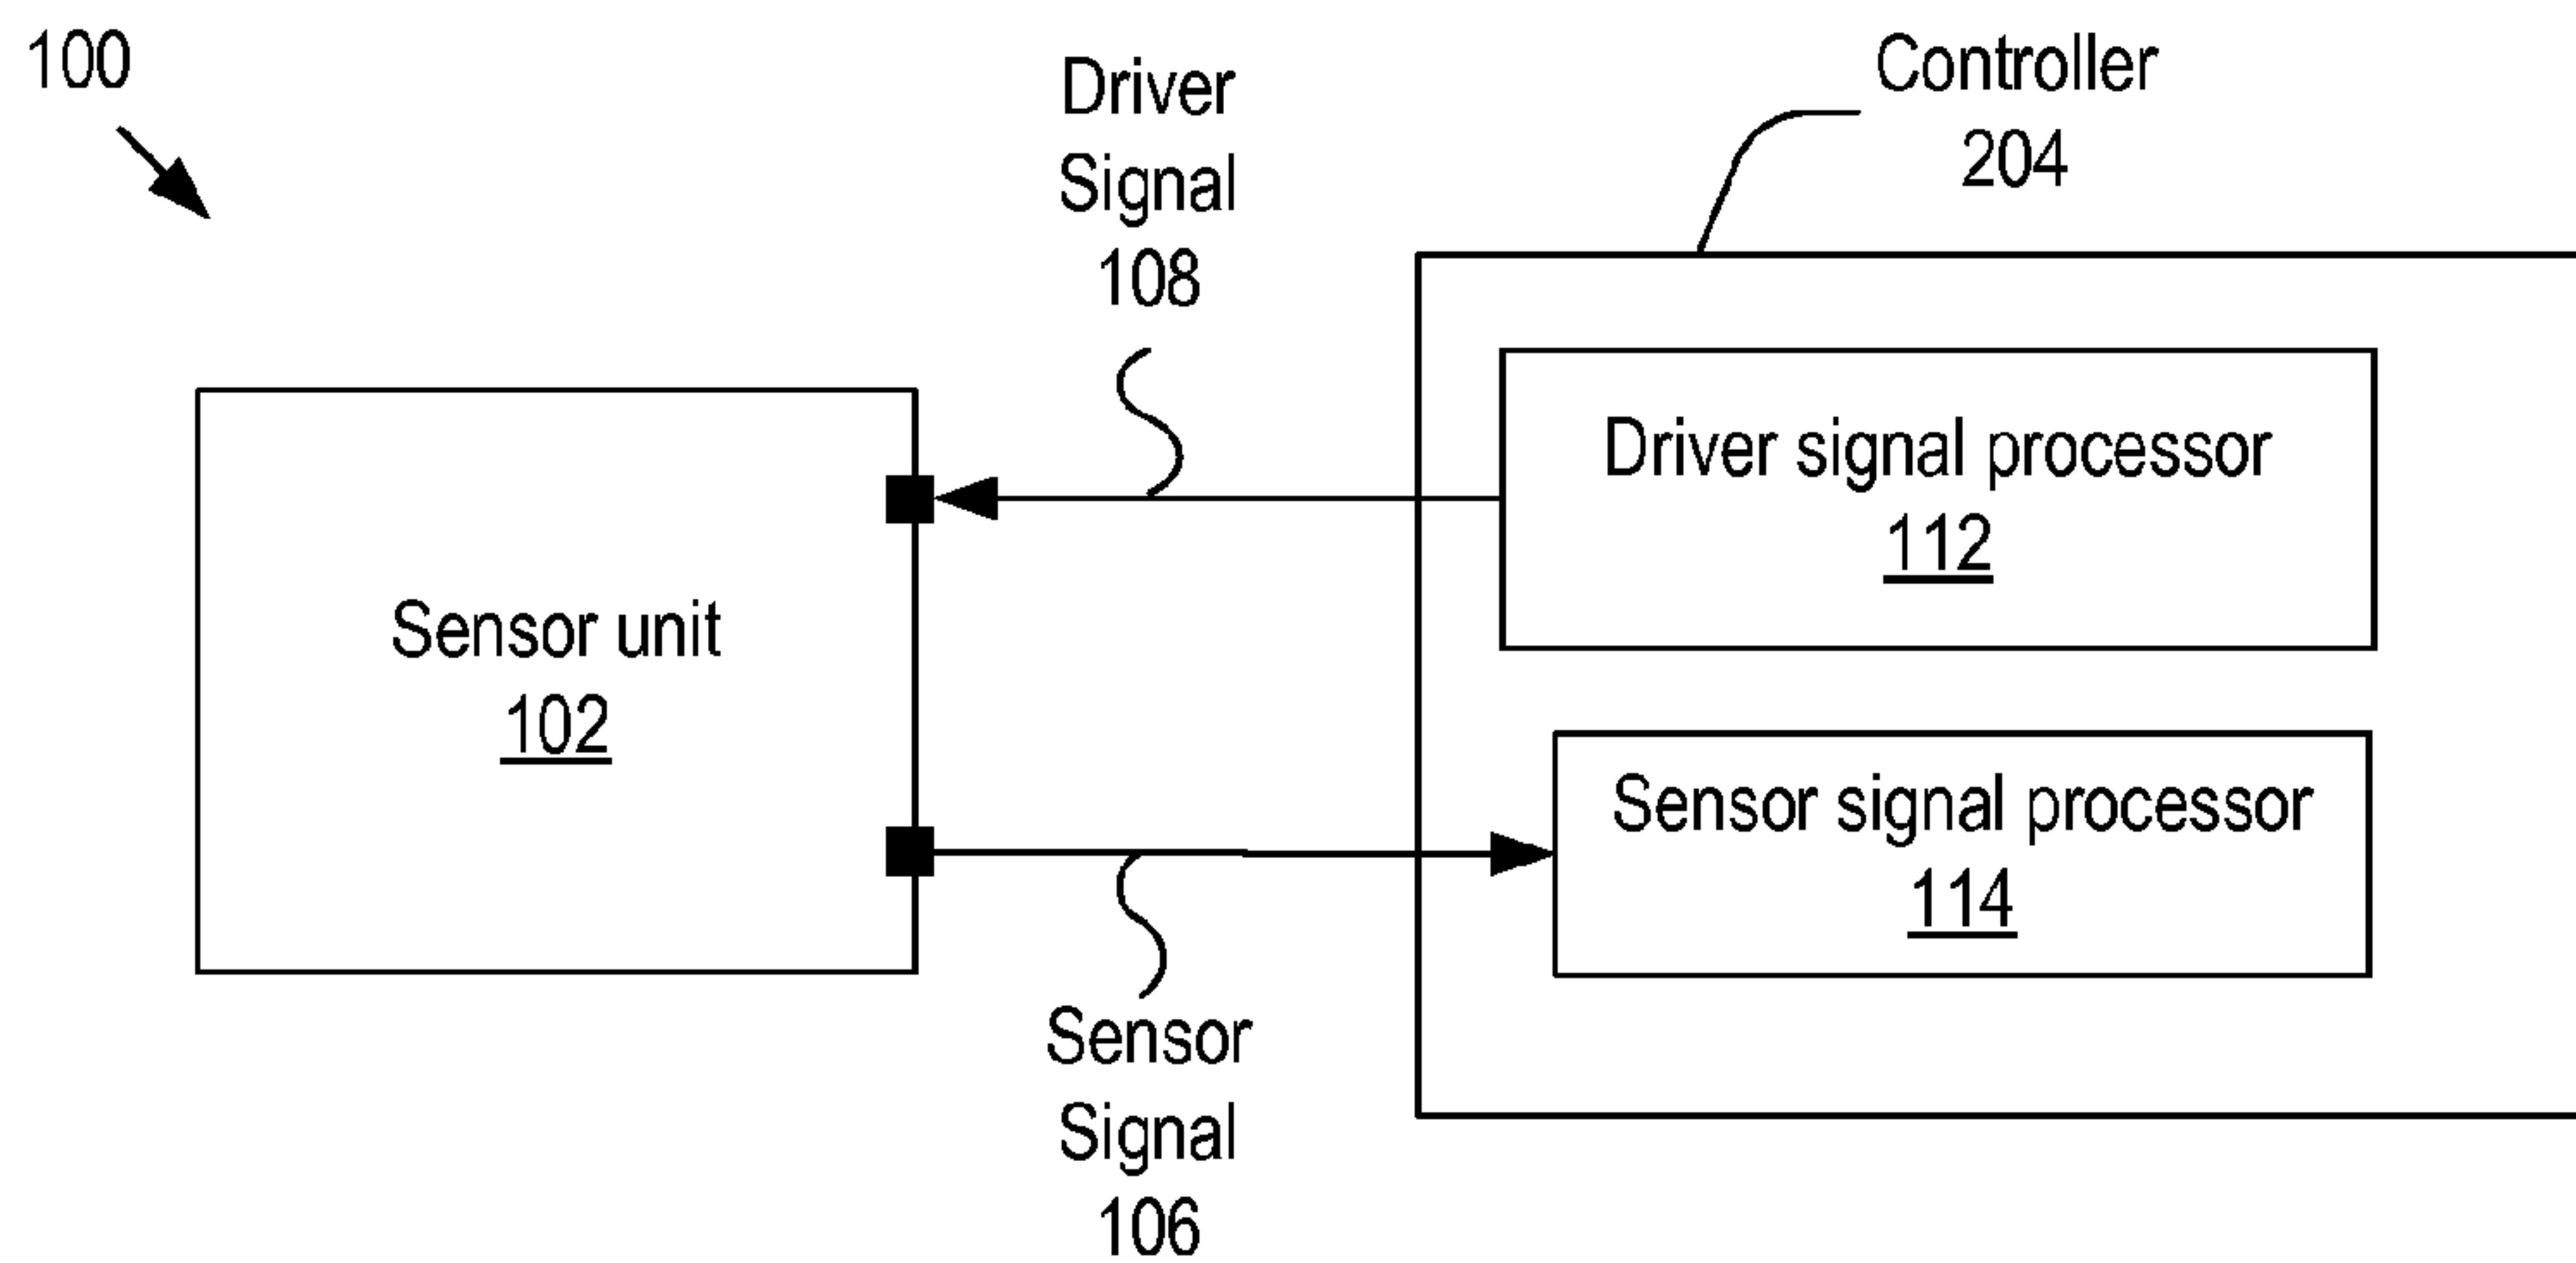 100
Driver
Signal
108
Controller
204
Driver signal processor
112
Sensor unit
102
Sensor signal processor
114
Sensor
Signal
106